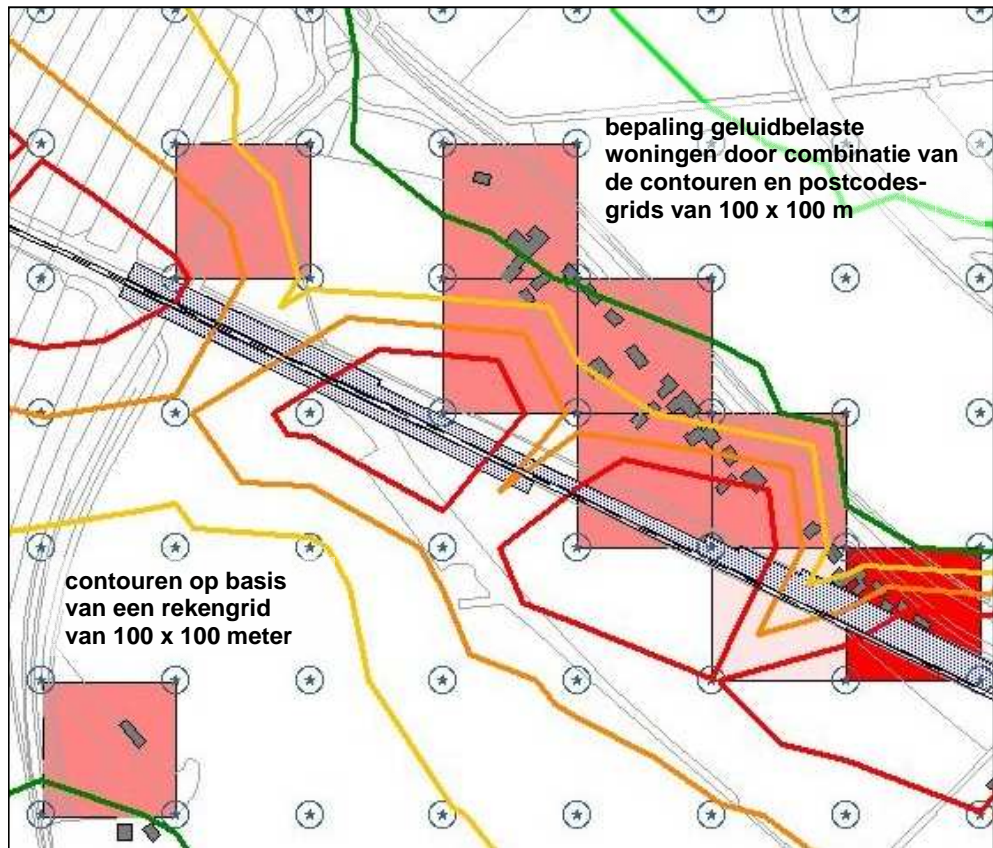 bepaling geluidbelaste
woningen door combinatie van
de contouren en postcodes-
grids van 100 x 100 m
contouren op basis
van een rekengrid
van 100 x 100 meter